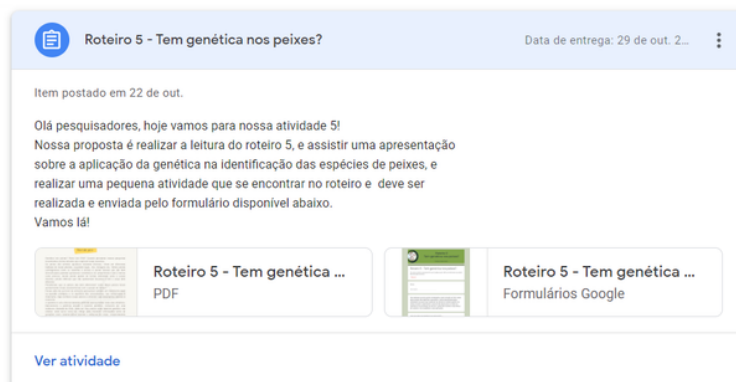 Roteiro 5 - Tem genética nos peixes?
Data de entrega: 29 de out. 2...
Item postado em 22 de out.
Olá pesquisadores, hoje vamos para nossa atividade 5!
Nossa proposta é realizar a leitura do roteiro 5, e assistir uma apresentação
sobre a aplicação da genética na identificação das espécies de peixes, e
realizar uma pequena atividade que se encontrar no roteiro e deve ser
realizada e enviada pelo formulário disponível abaixo.
Vamos lá!
Roteiro 5 - Tem genética ...
PDF
Roteiro 5 - Tem genética ...
Formulários Google
Ver atividade